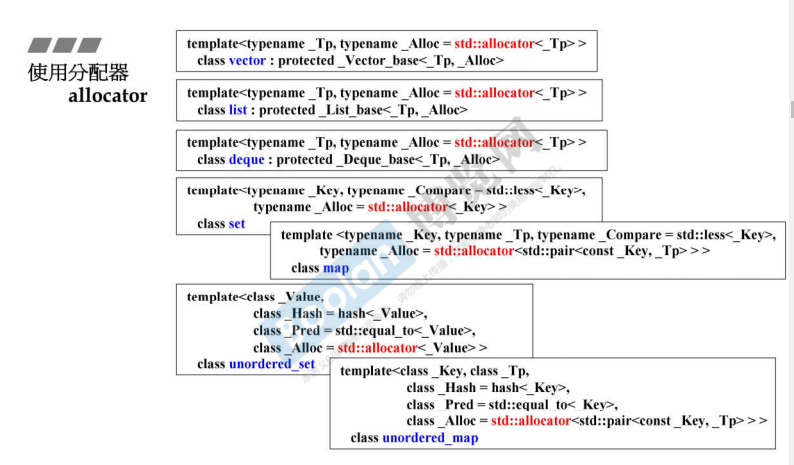 使用分配器
allocator
template<typename _Tp, typename _Alloc = std::allocator<_Tp> >
class vector : protected _Vector_base<_Tp, _Alloc>
template<typename _Tp, typename _Alloc = std::allocator<_Tp> >
class list : protected _List_base<_Tp, _Alloc>
template<typename _Tp, typename _Alloc = std::allocator<_Tp> >
class deque : protected _Deque_base<_Tp, _Alloc>
template<typename _Key, typename _Compare = std::less<_Key>,
typename _Alloc = std::allocator<_Key> >
class set
template <typename _Key, typename _Tp, typename _Compare = std::less<_Key>,
typename _Alloc = std::allocator<std::pair<const _Key, _Tp> > >
class map
template<class _Value,
class _Hash = hash<_Value>,
class _Pred = std::equal_to<_Value>,
class _Alloc = std::allocator<_Value> >
class unordered_set
template<class _Key, class _Tp,
class _Hash = hash<_Key>,
class _Pred = std::equal_to<_Key>,
class _Alloc = std::allocator<std::pair<const _Key, _Tp> > >
class unordered_map
Boolan 博览网